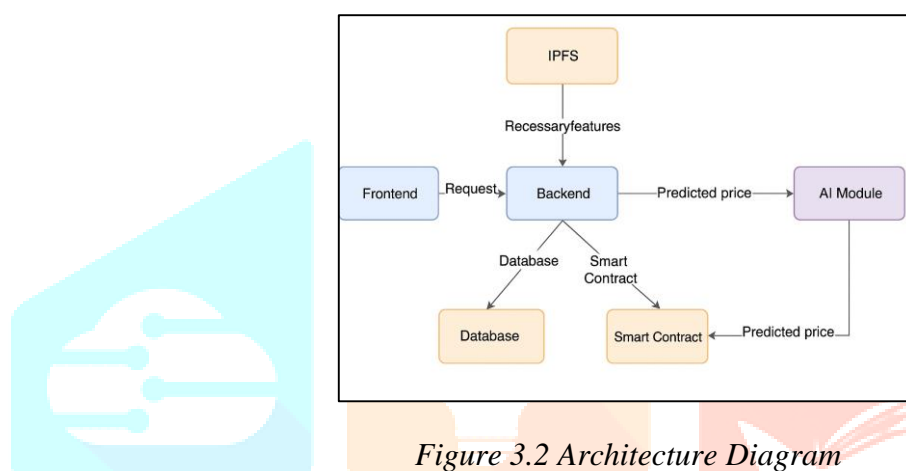 IPFS
Recessaryfeatures
Frontend
Request
Backend
Predicted price
AI Module
Database
Smart
Contract
Database
Smart Contract
Predicted price
Figure 3.2 Architecture Diagram